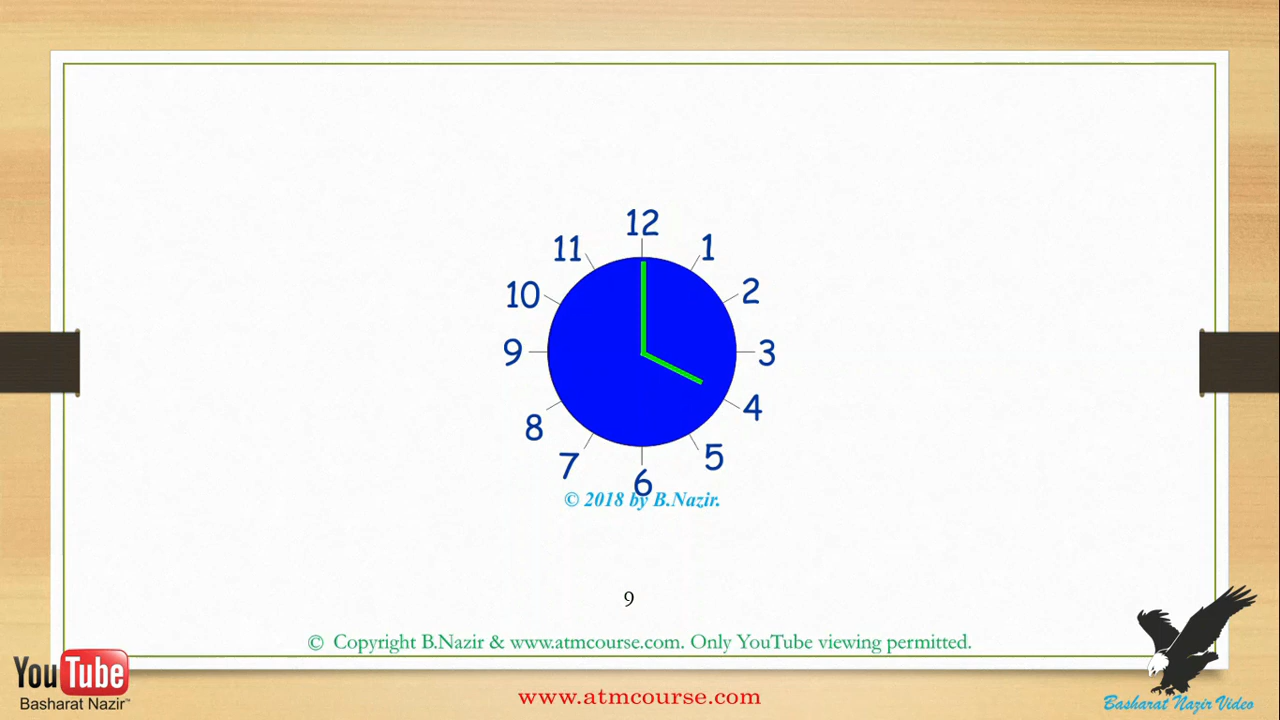 12
11 1
10 2
9 3
8 4
7 5
6
© 2018 by B.Nazir.
9
© Copyright B.Nazir & www.atmcourse.com. Only YouTube viewing permitted.
YouTube
Basharat Nazir™
www.atmcourse.com
Basharat Nazir Video